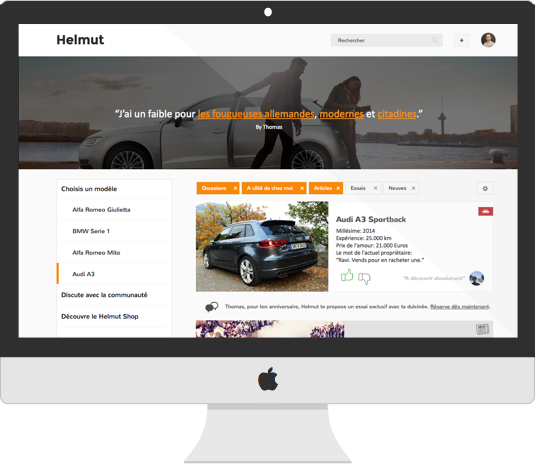 Helmut
Rechercher
+
“J’ai un faible pour les fougueuses allemandes, modernes et citadines.”
By Thomas
Choisis un modèle
Alfa Romeo Giulietta
BMW Serie 1
Alfa Romeo Mito
Audi A3
Discute avec la communauté
Découvre le Helmut Shop
Occasions ×
A côté de chez moi ×
Articles ×
Essais ×
Neuves ×
Audi A3 Sportback
Millésime: 2014
Expérience: 25.000 km
Prix de l'amour: 21.000 Euros
Le mot de l'actuel propriétaire:
"Ravi. Vends pour en racheter une."
"A découvrir absolument"
Thomas, pour ton anniversaire, Helmut te propose un essai exclusif avec ta dulcinée. Réserve dès maintenant.